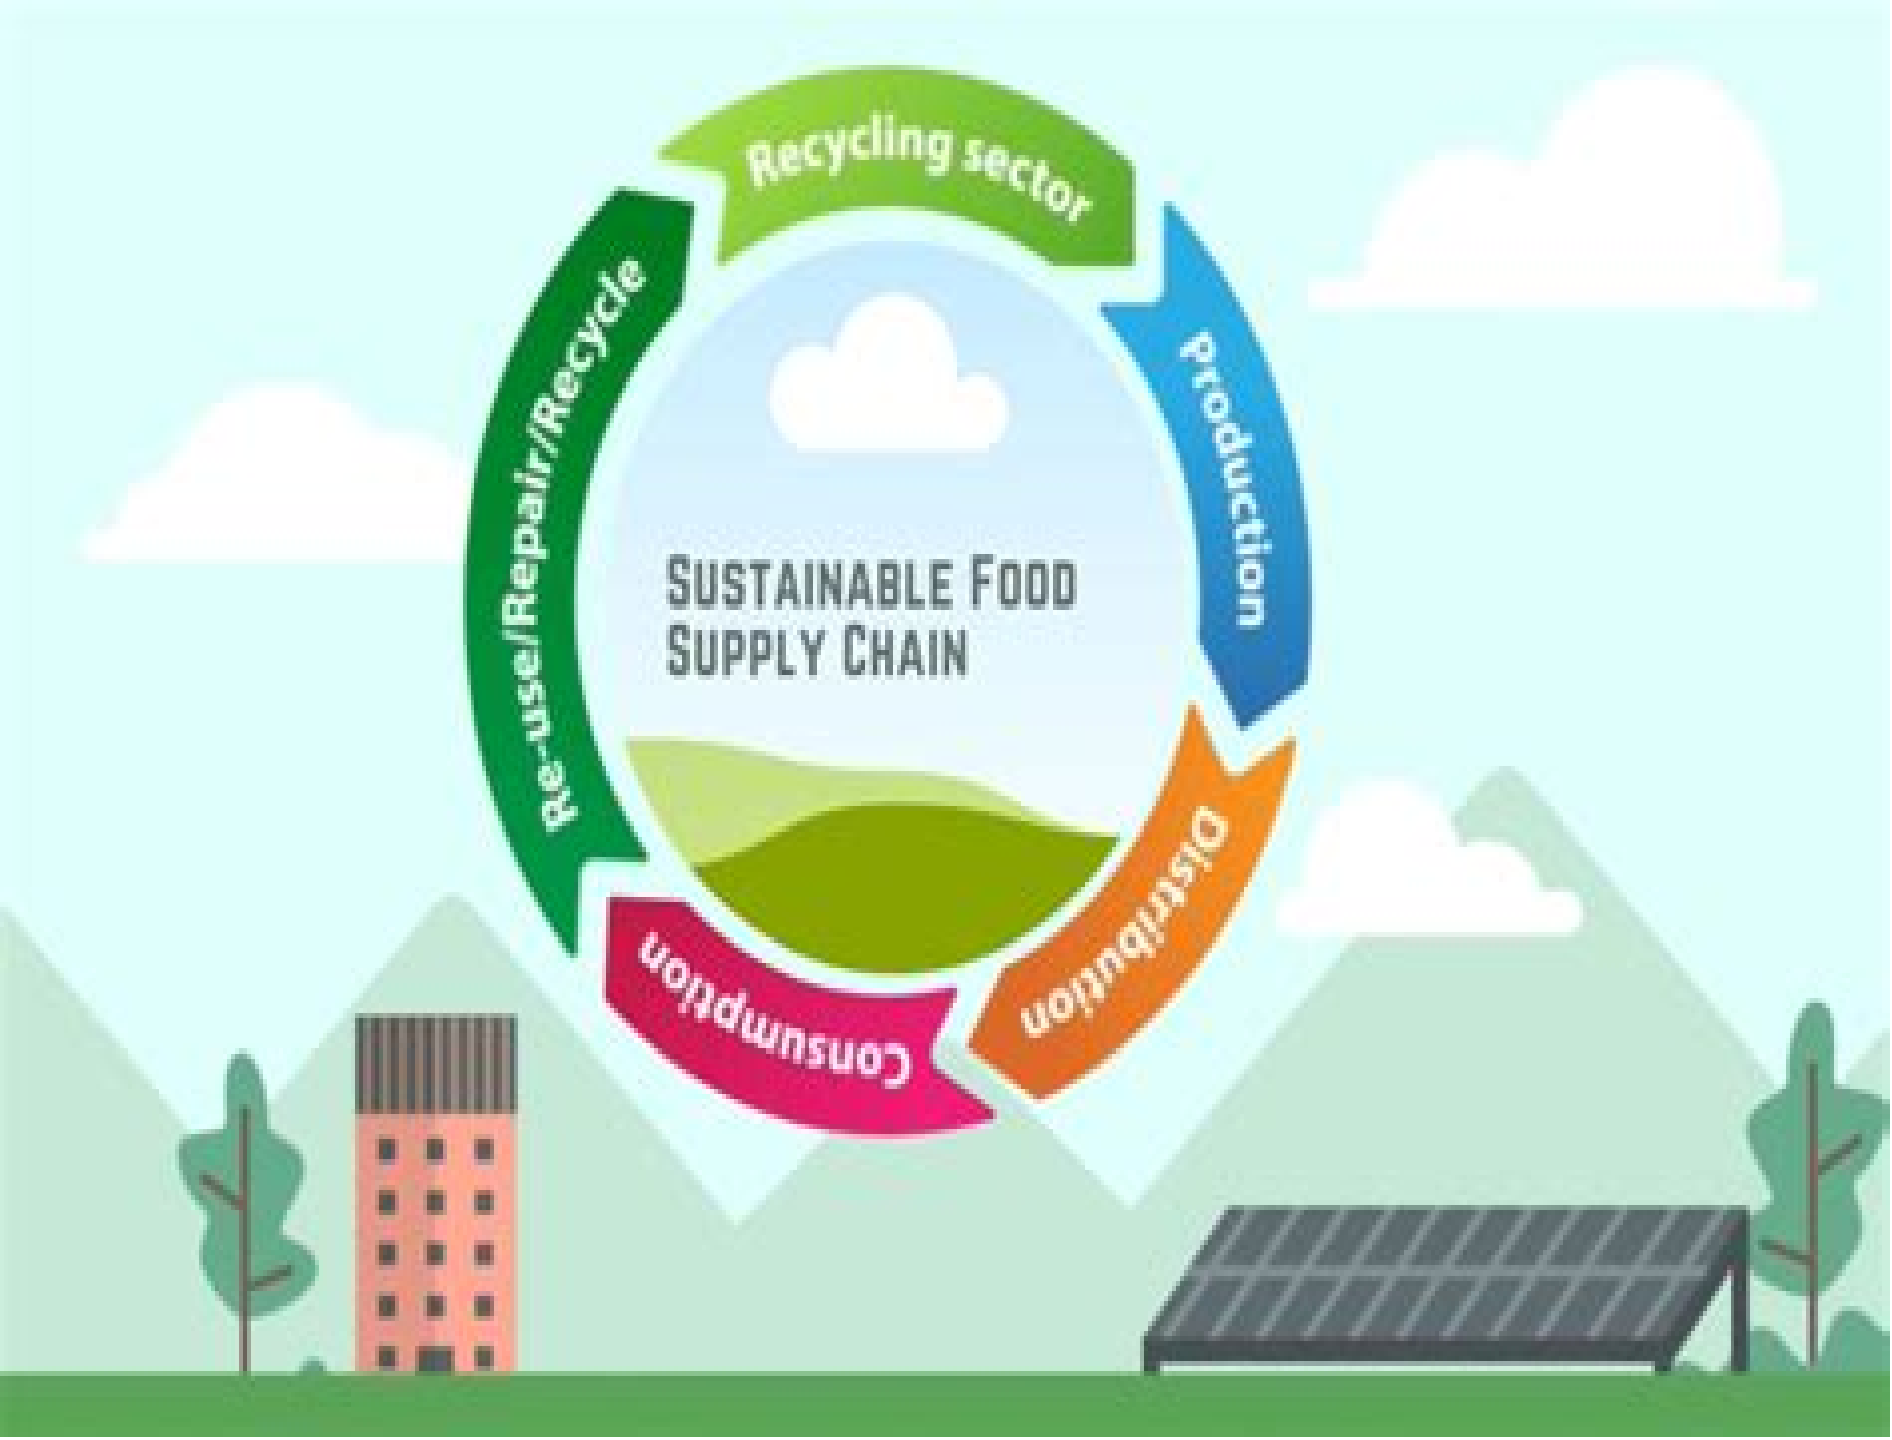 Recycling sector
Production
Distribution
Consumption
Re-use/Repair/Recycle
SUSTAINABLE FOOD
SUPPLY CHAIN